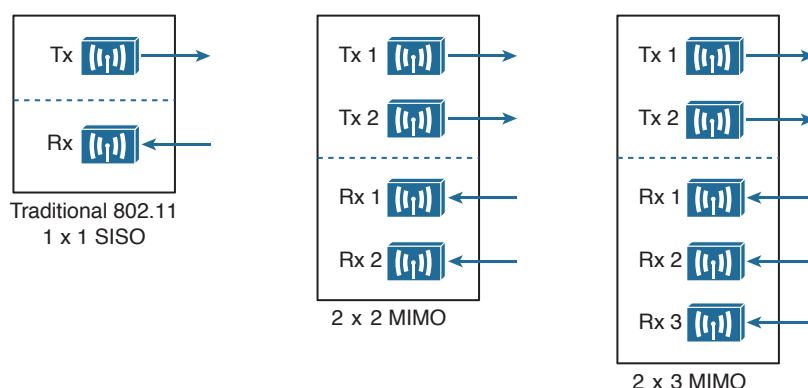 Tx
Rx
Traditional 802.11
1 x 1 SISO
Tx 1
Tx 2
Rx 1
Rx 2
2 x 2 MIMO
Tx 1
Tx 2
Rx 1
Rx 2
Rx 3
2 x 3 MIMO